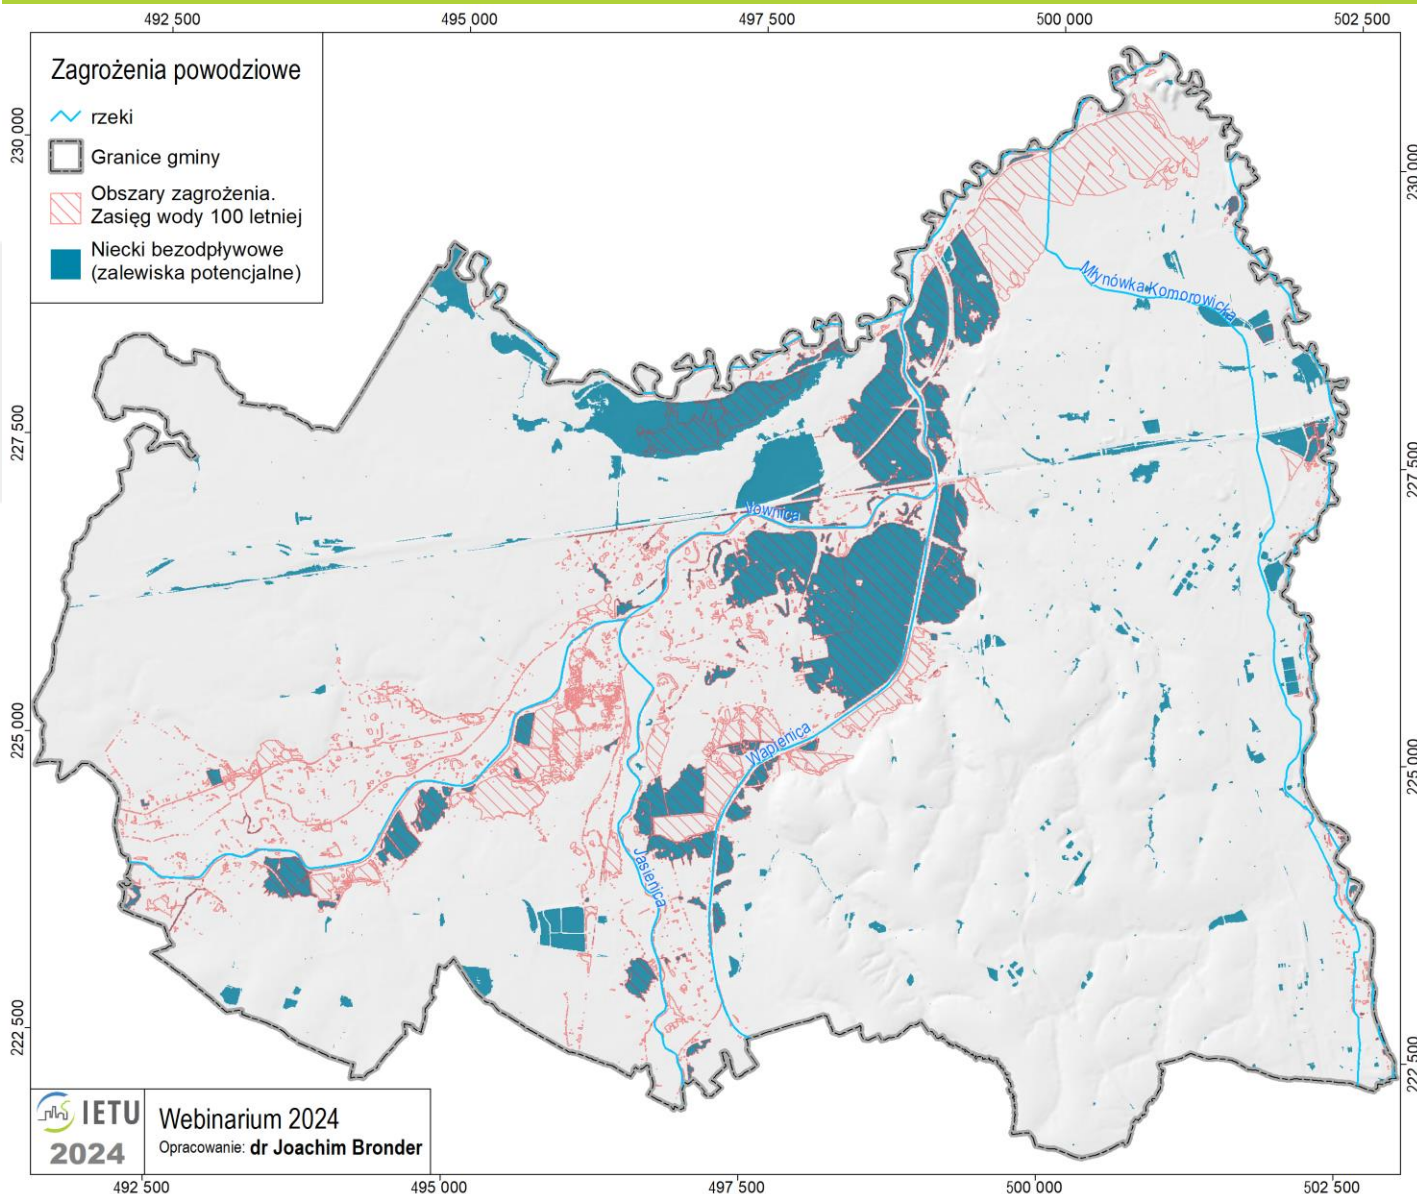 492 500
495 000
497 500
500 000
502 500
Zagrożenia powodziowe
rzeki
Granice gminy
Obszary zagrożenia.
Zasięg wody 100 letniej
Niecki bezodpływowe
(zalewiska potencjalne)
230 000
230 000
Młynówka Komorowicka
227 500
227 500
Iownica
225 000
225 000
Wapienica
Jasienica
222 500
222 500
IETU
2024
Webinarium 2024
Opracowanie: dr Joachim Bronder
492 500
495 000
497 500
500 000
502 500